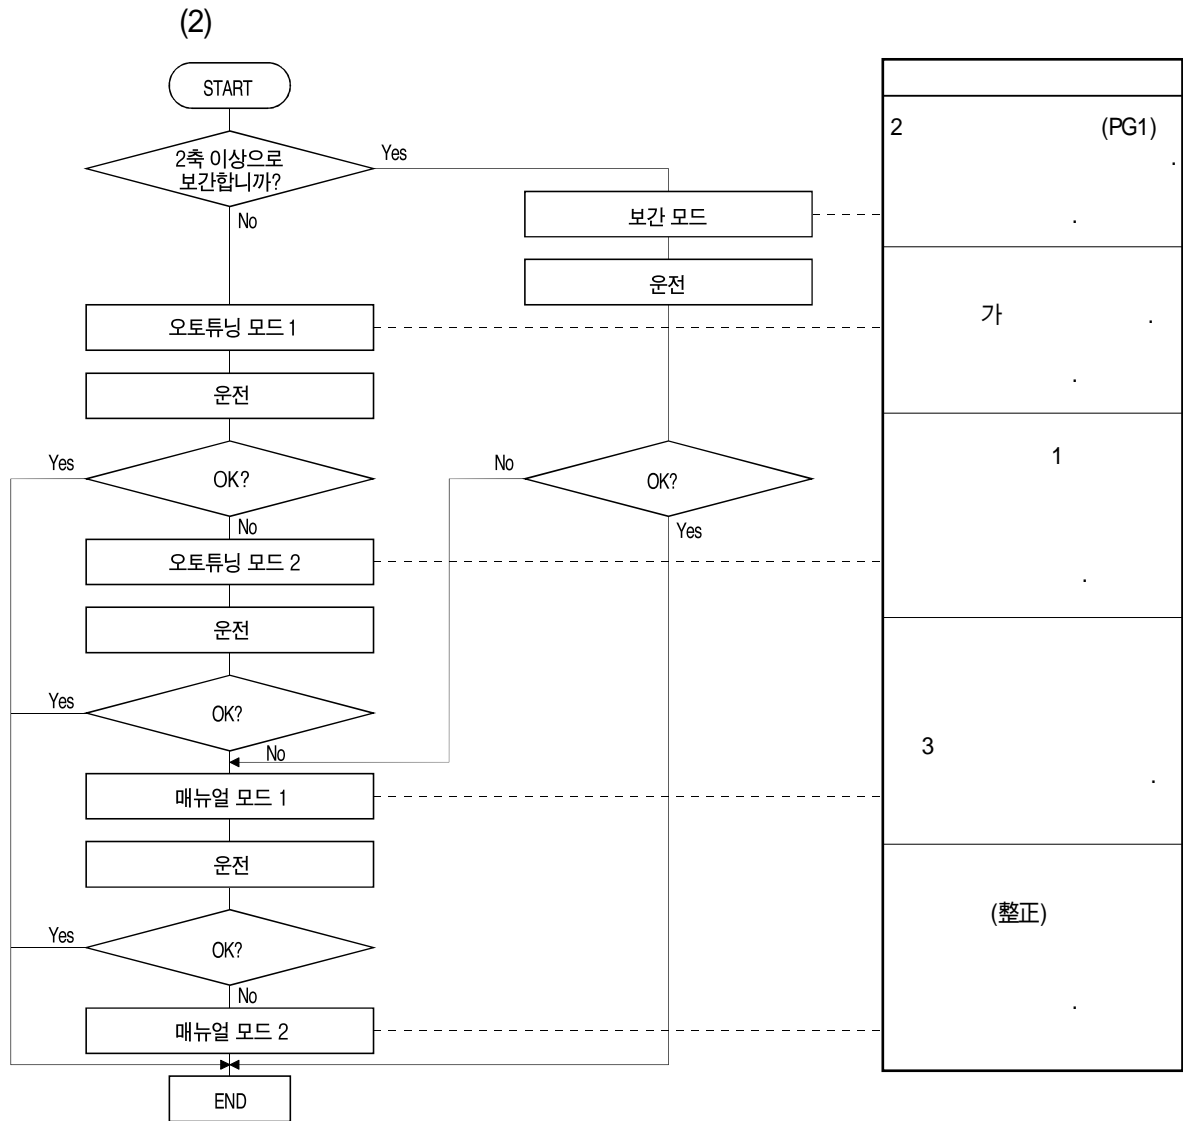 (2)
START
2축 이상으로
보간합니까?
Yes
No
보간 모드
운전
오토튜닝 모드 1
운전
Yes
OK?
No
No
OK?
Yes
오토튜닝 모드 2
운전
Yes
OK?
No
매뉴얼 모드 1
운전
Yes
OK?
No
매뉴얼 모드 2
END
2 (PG1)
.
.
가 .
.
1
.
3
.
(整正)
.